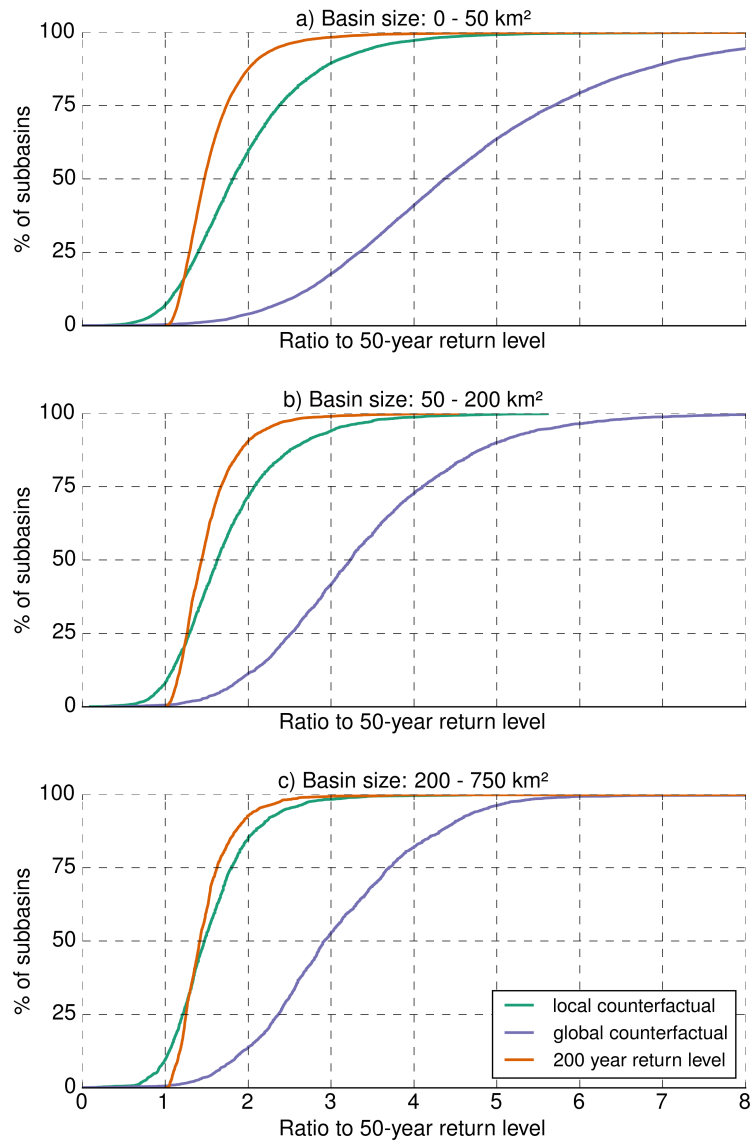 a) Basin size: 0 - 50 km²
100
75
50
25
0
% of subbasins
Ratio to 50-year return level
b) Basin size: 50 - 200 km²
100
75
50
25
0
% of subbasins
Ratio to 50-year return level
c) Basin size: 200 - 750 km²
100
75
50
25
0
% of subbasins
local counterfactual
global counterfactual
200 year return level
0 1 2 3 4 5 6 7 8
Ratio to 50-year return level